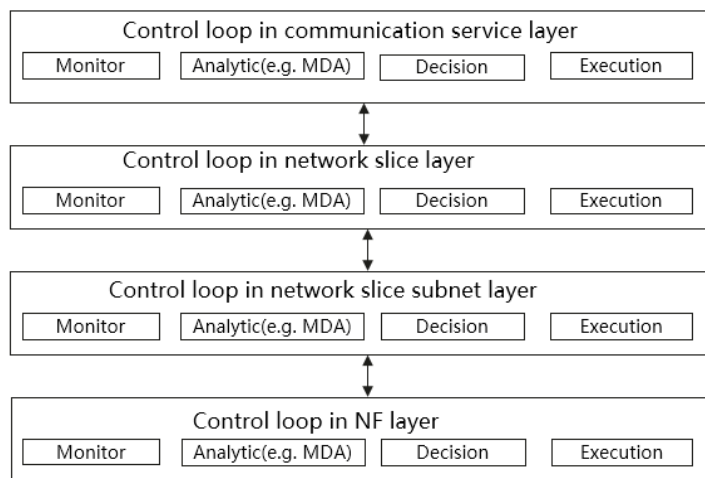 Control loop in communication service layer
Monitor Analytic(e.g. MDA) Decision Execution
Control loop in network slice layer
Monitor Analytic(e.g. MDA) Decision Execution
Control loop in network slice subnet layer
Monitor Analytic(e.g. MDA) Decision Execution
Control loop in NF layer
Monitor Analytic(e.g. MDA) Decision Execution